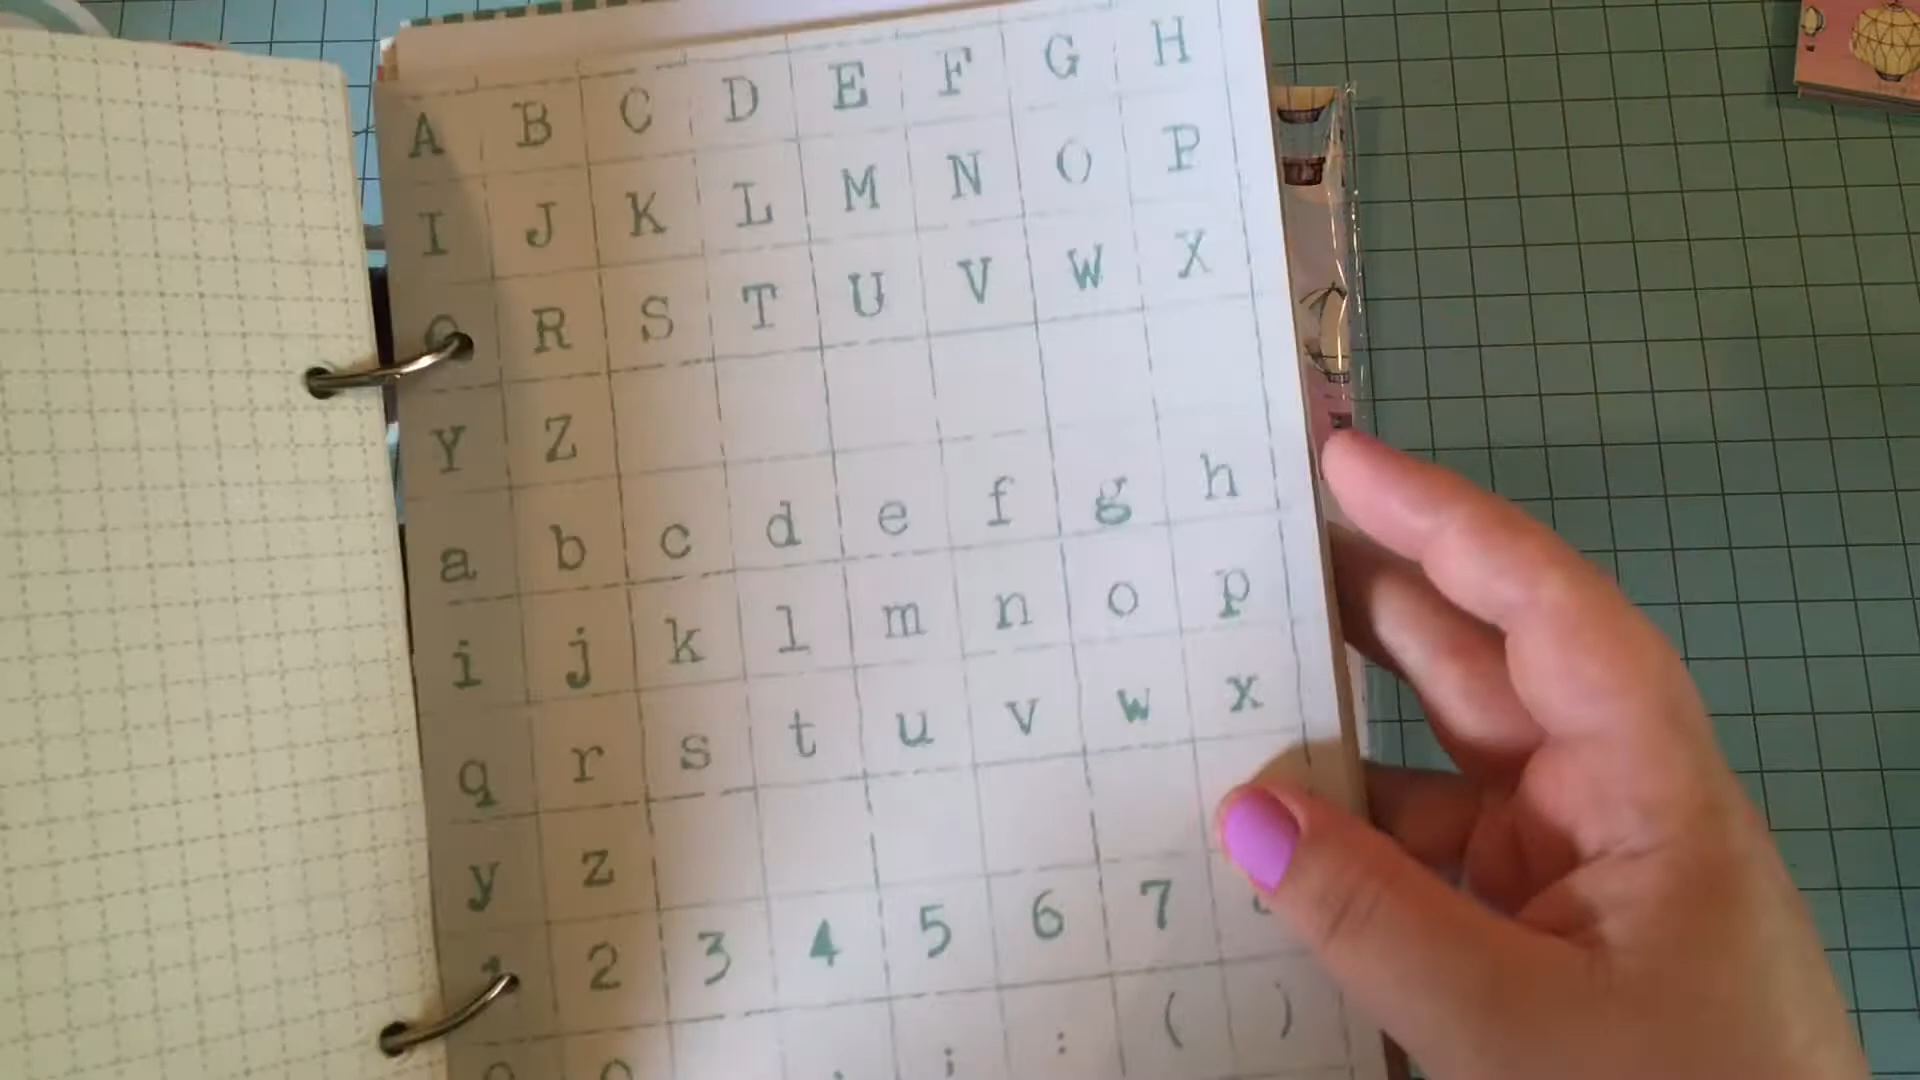 A B C D E F G H
I J K L M N O P
Q R S T U V W X
Y Z
a b c d e f g h
i j k l m n o p
q r s t u v w x
y z
2 3 4 5 6 7
; : ( )